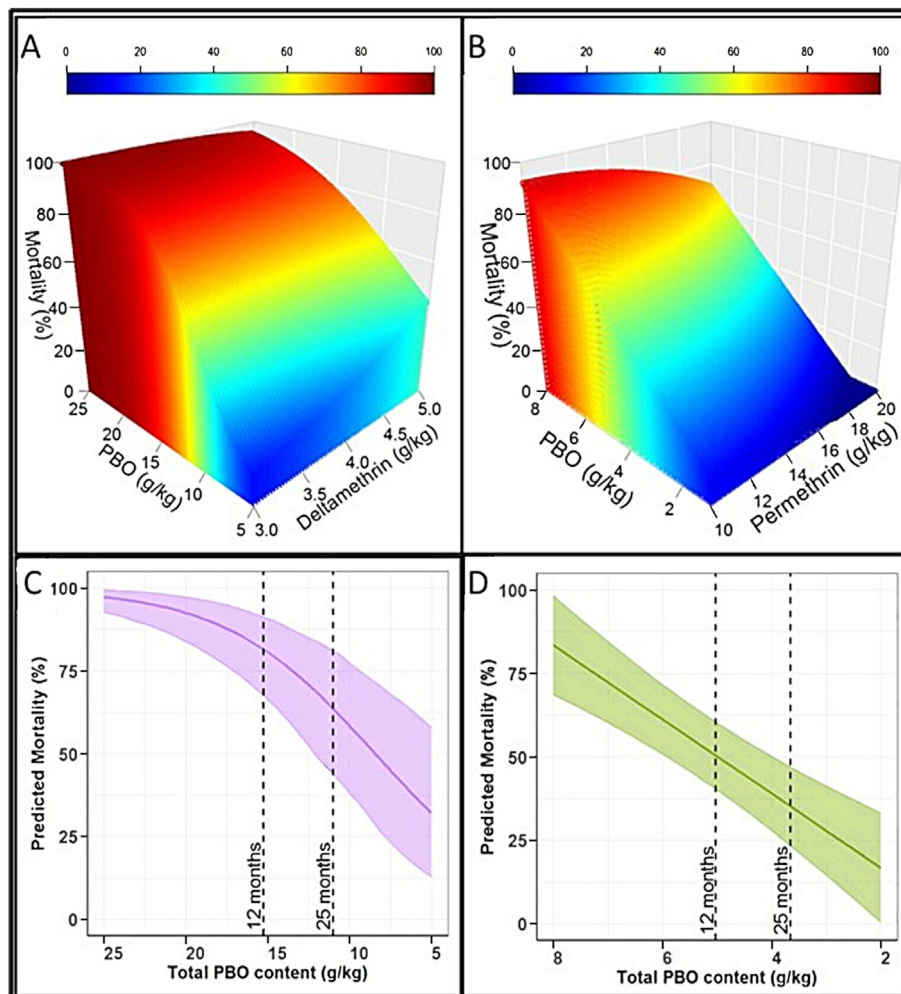 A
0 20 40 60 80 100
100
80
60
40
20
0
Mortality (%)
25
20
15
10
5
PBO (g/kg)
3.0
3.5
4.0
4.5
5.0
Deltamethrin (g/kg)
B
0 20 40 60 80 100
100
80
60
40
20
0
Mortality (%)
8
6
4
2
PBO (g/kg)
10
12
14
16
18
20
Permethrin (g/kg)
C
100
75
50
25
0
Predicted Mortality (%)
12 months
25 months
25 20 15 10 5
Total PBO content (g/kg)
D
100
75
50
25
0
Predicted Mortality (%)
12 months
25 months
8 6 4 2
Total PBO content (g/kg)